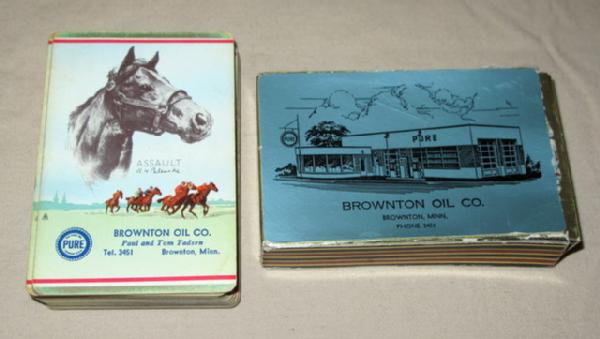 ASSAULT
PURE
BROWNTON OIL CO.
Paul and Tom Tadsen
Tel. 3451 Brownton, Minn.
PURE
PURE
BROWNTON OIL CO.
BROWNTON, MINN.
PHONE 3451